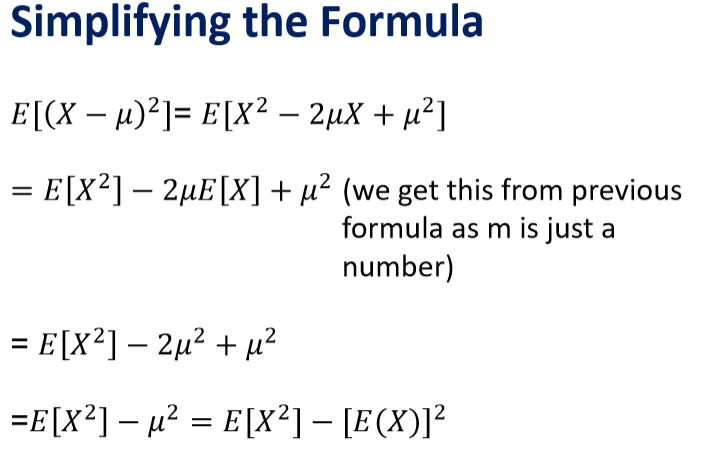 Simplifying the Formula
𝐸[(𝑋 − 𝜇)²]= 𝐸[𝑋² − 2𝜇𝑋 + 𝜇²]
= 𝐸[𝑋²] − 2𝜇𝐸[𝑋] + 𝜇² (we get this from previous
formula as m is just a
number)
= 𝐸[𝑋²] − 2𝜇² + 𝜇²
=𝐸[𝑋²] − 𝜇² = 𝐸[𝑋²] − [𝐸(𝑋)]²